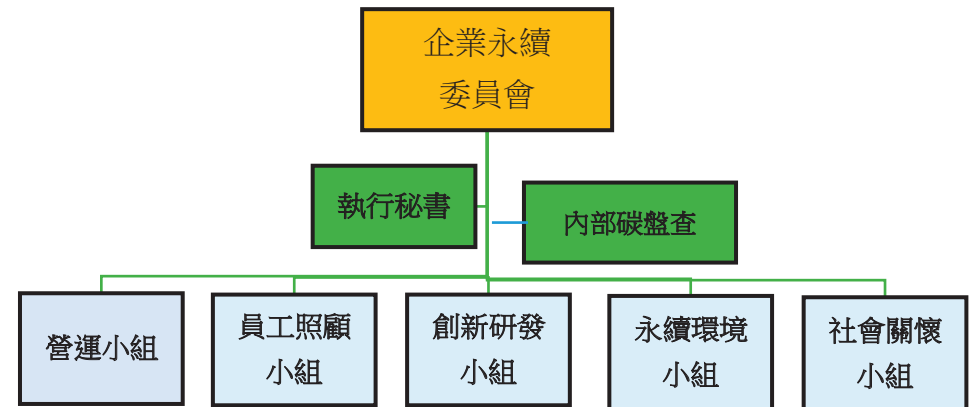 企業永續
委員會
執行秘書
內部碳盤查
營運小組
員工照顧
小組
創新研發
小組
永續環境
小組
社會關懷
小組